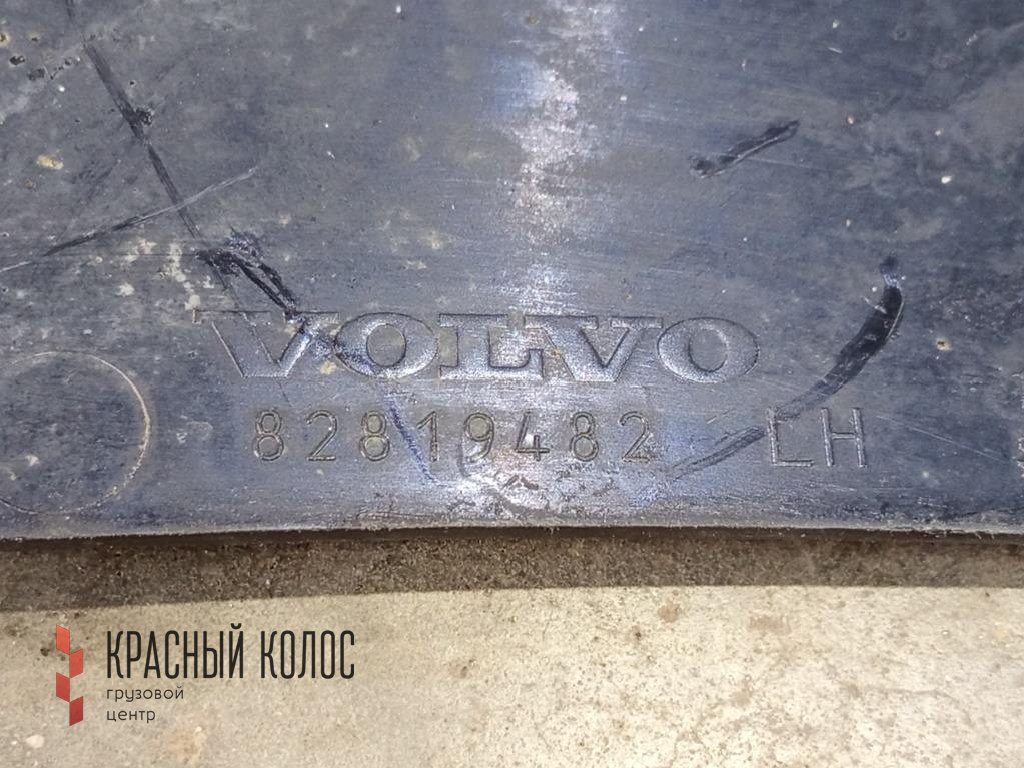 VOLVO
82819482 LH
КРАСНЫЙ КОЛОС
грузовой
центр